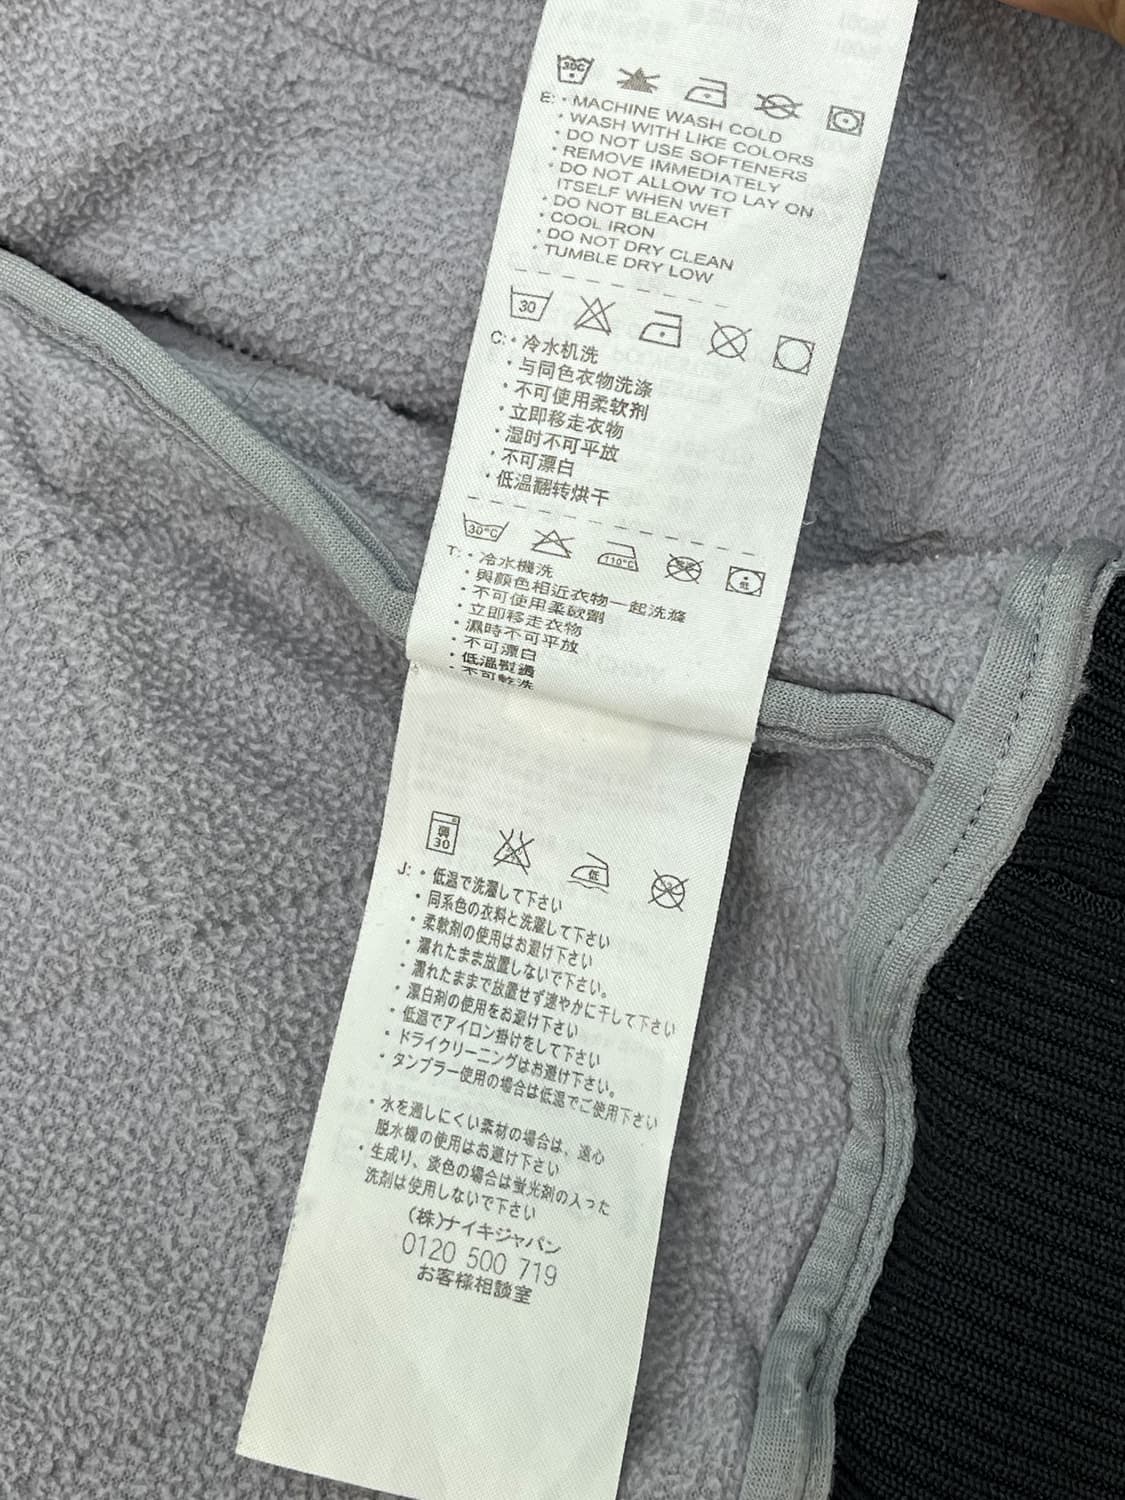 30C
E: • MACHINE WASH COLD
• WASH WITH LIKE COLORS
• DO NOT USE SOFTENERS
• REMOVE IMMEDIATELY
• DO NOT ALLOW TO LAY ON
ITSELF WHEN WET
• DO NOT BLEACH
• COOL IRON
• DO NOT DRY CLEAN
• TUMBLE DRY LOW
30
C: • 冷水机洗
• 与同色衣物洗涤
• 不可使用柔软剂
• 立即移走衣物
• 湿时不可平放
• 不可漂白
• 低温翻转烘干
30°C 110°C 低
T: • 冷水機洗
• 與顏色相近衣物一起洗滌
• 不可使用柔軟劑
• 立即移走衣物
• 濕時不可平放
• 不可漂白
• 低溫熨燙
• 不可乾洗
弱 30 低
J: • 低温で洗濯して下さい
• 同系色の衣料と洗濯して下さい
• 柔軟剤の使用はお避け下さい
• 濡れたまま放置しないで下さい。
• 濡れたままで放置せず速やかに干して下さい
• 漂白剤の使用をお避け下さい
• 低温でアイロン掛けをして下さい
• ドライクリーニングはお避け下さい。
• タンブラー使用の場合は低温でご使用下さい
• 水を通しにくい素材の場合は、遠心
脱水機の使用はお避け下さい
• 生成り、淡色の場合は蛍光剤の入った
洗剤は使用しないで下さい
(株)ナイキジャパン
0120 500 719
お客様相談室